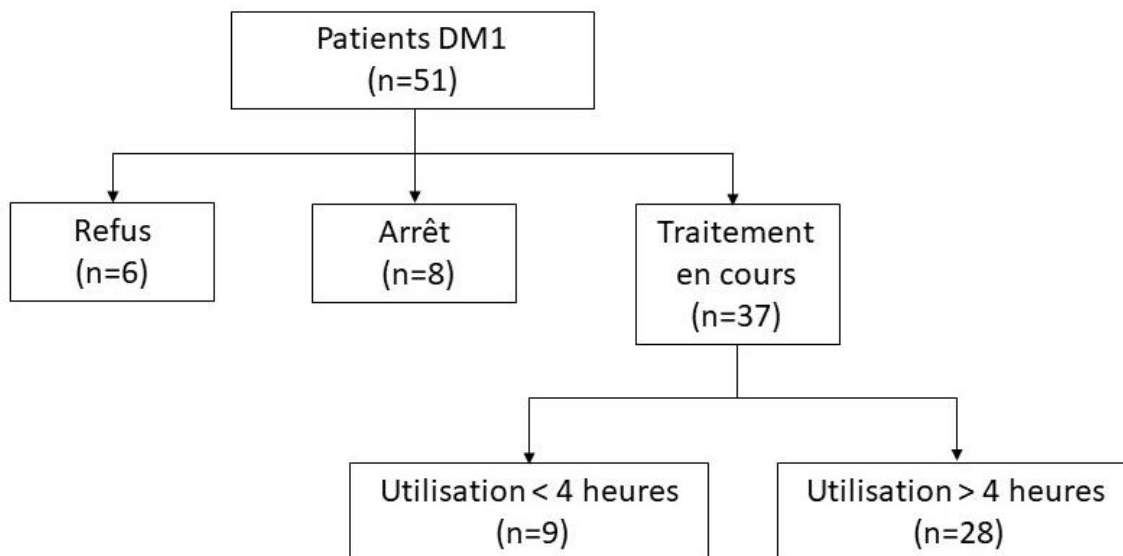 Patients DM1
(n=51)
Refus
(n=6)
Arrêt
(n=8)
Traitement
en cours
(n=37)
Utilisation < 4 heures
(n=9)
Utilisation > 4 heures
(n=28)